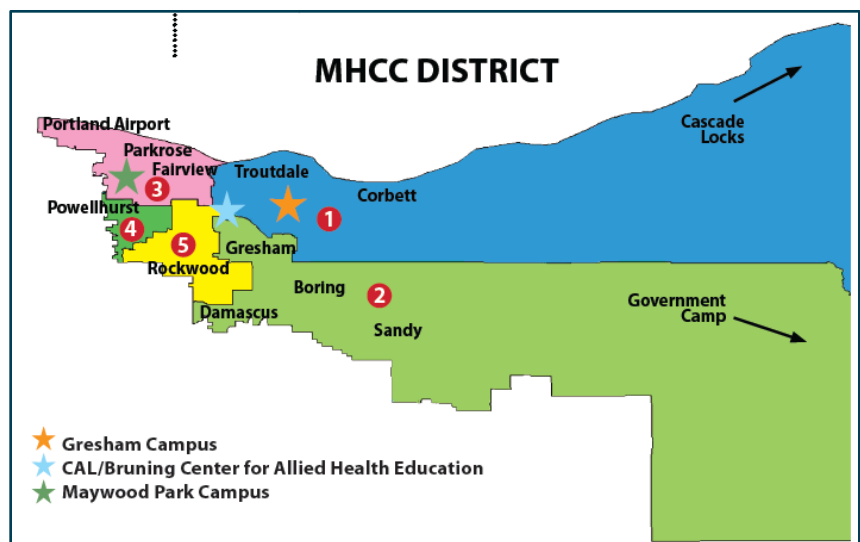 MHCC DISTRICT
Portland Airport
Parkrose
Fairview
Troutdale
Cascade
Locks
Corbett
3
1
Powellhurst
4
5
Gresham
Rockwood
Boring
2
Government
Camp
Damascus
Sandy
Gresham Campus
CAL/Bruning Center for Allied Health Education
Maywood Park Campus